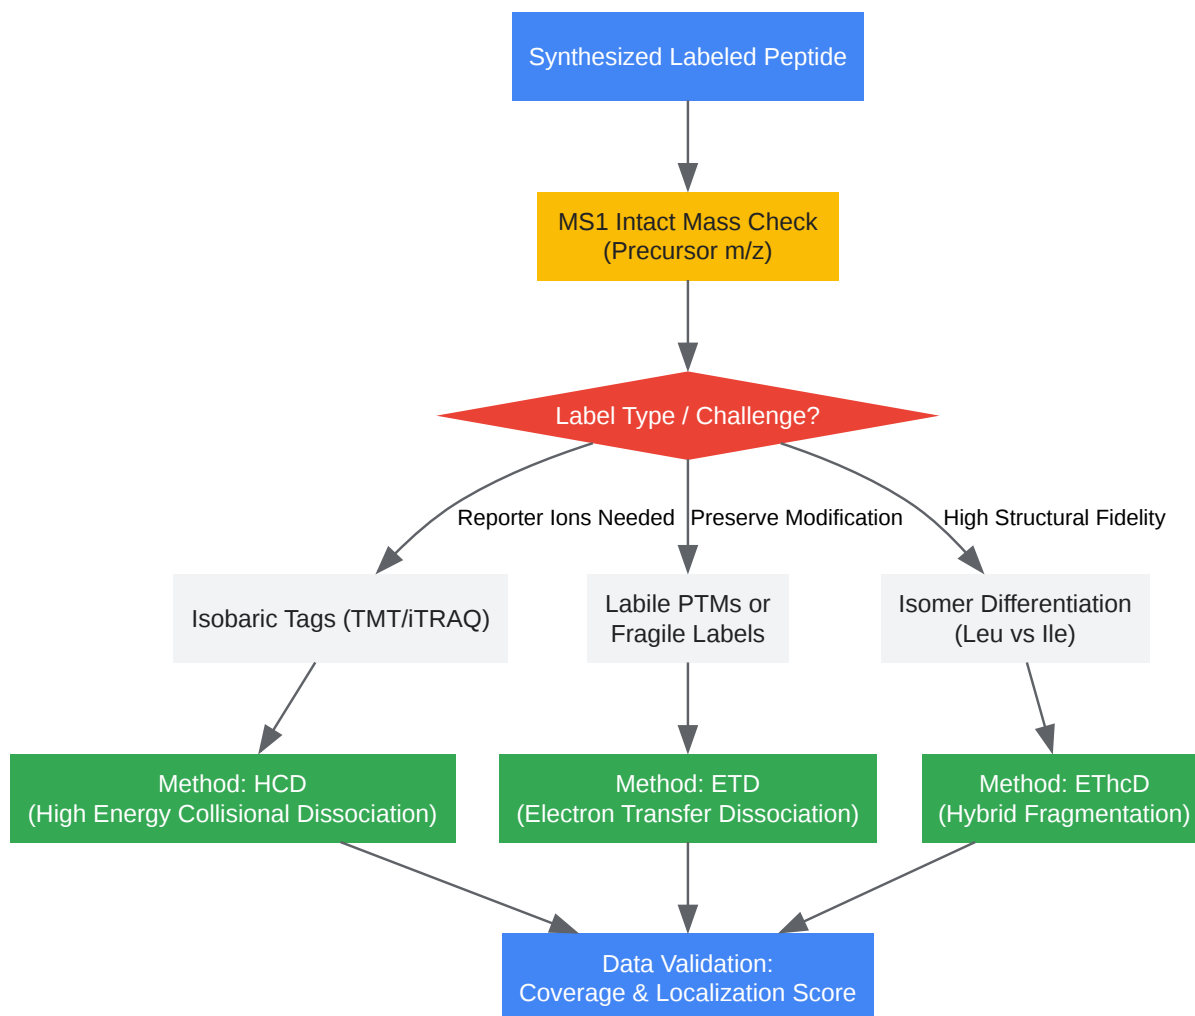 Synthesized Labeled Peptide
MS1 Intact Mass Check
(Precursor m/z)
Label Type / Challenge?
Reporter Ions Needed
Preserve Modification
High Structural Fidelity
Isobaric Tags (TMT/iTRAQ)
Labile PTMs or
Fragile Labels
Isomer Differentiation
(Leu vs Ile)
Method: HCD
(High Energy Collisional Dissociation)
Method: ETD
(Electron Transfer Dissociation)
Method: EThcD
(Hybrid Fragmentation)
Data Validation:
Coverage & Localization Score